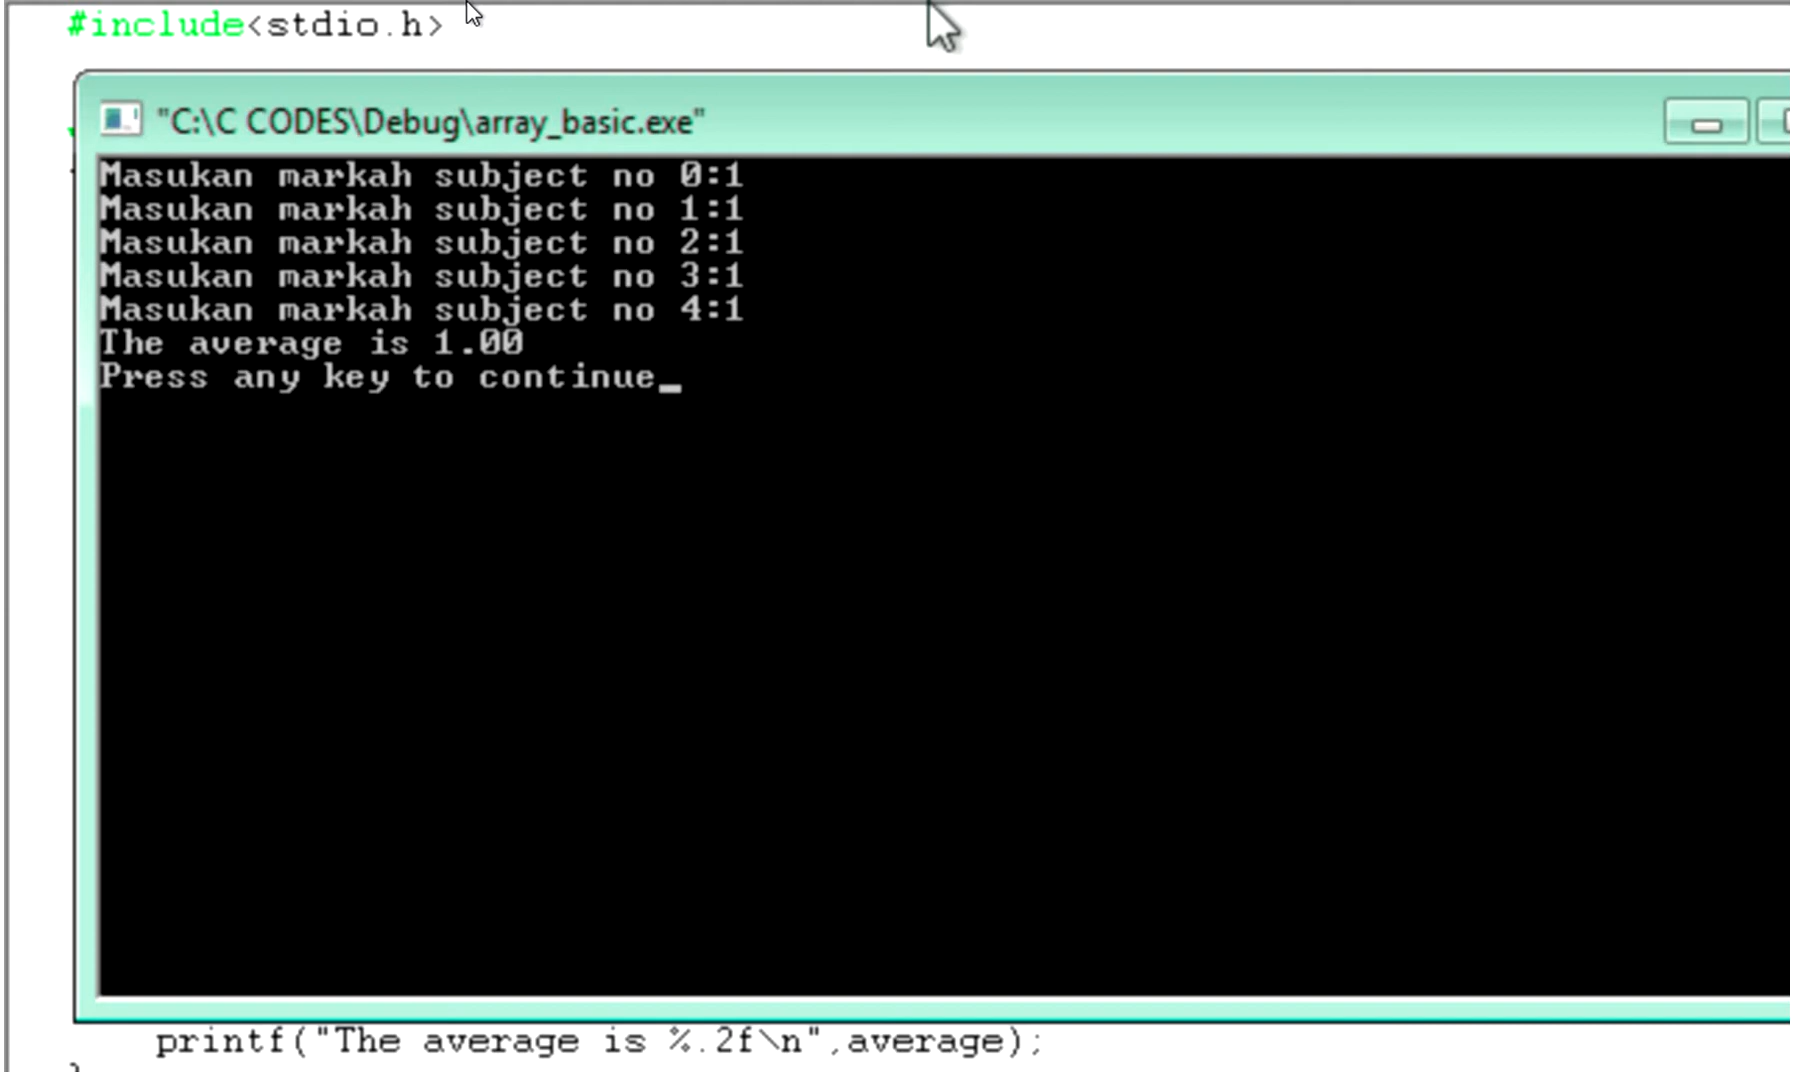 #include<stdio.h>
"C:\C CODES\Debug\array_basic.exe"
Masukan markah subject no 0:1
Masukan markah subject no 1:1
Masukan markah subject no 2:1
Masukan markah subject no 3:1
Masukan markah subject no 4:1
The average is 1.00
Press any key to continue_
printf("The average is %.2f\n",average);
}